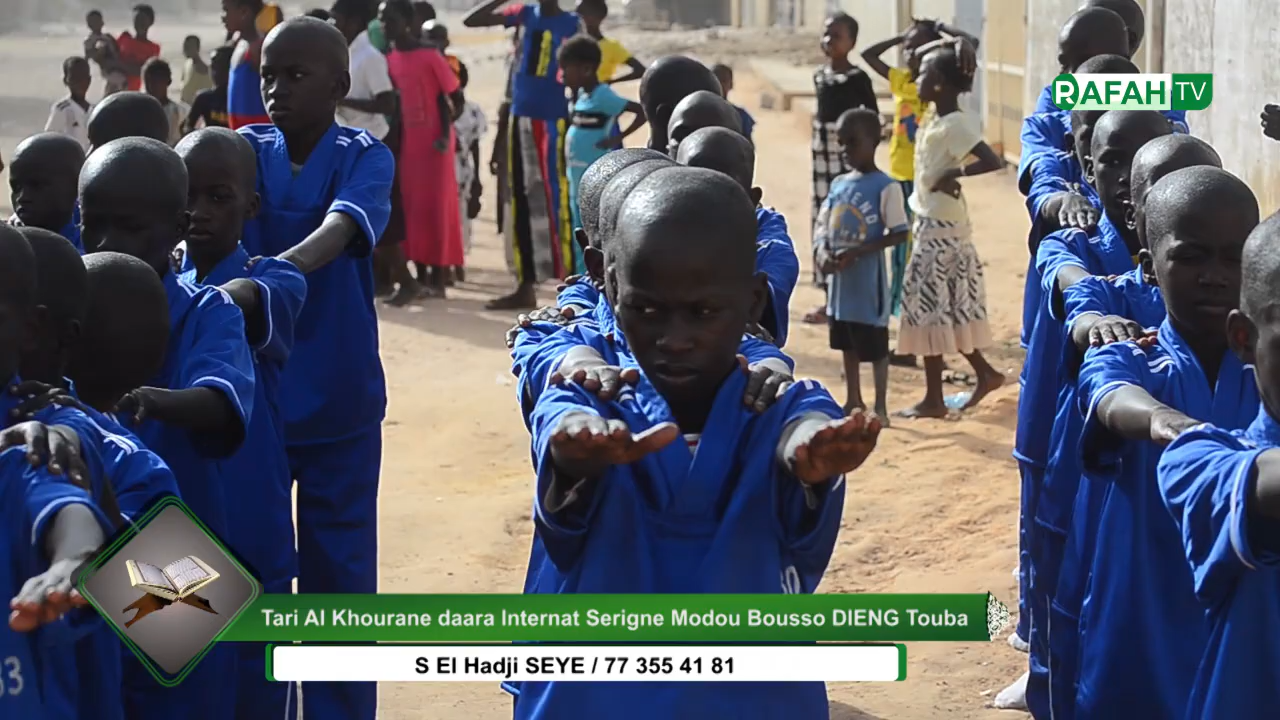 RAFAH TV
Tari Al Khourane daara Internat Serigne Modou Bousso DIENG Touba
S El Hadji SEYE / 77 355 41 81
33